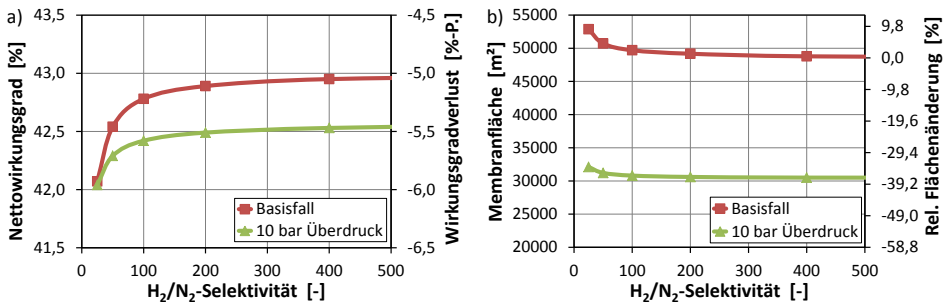 a)
Nettowirkungsgrad [%]
43,5
43,0
42,5
42,0
41,5
-4,5
-5,0
-5,5
-6,0
-6,5
Wirkungsgradverlust [%-P.]
Basisfall
10 bar Überdruck
0 100 200 300 400 500
H₂/N₂-Selektivität [-]
b)
Membranfläche [m²]
55000
50000
45000
40000
35000
30000
25000
20000
9,8
0,0
-9,8
-19,6
-29,4
-39,2
-49,0
-58,8
Rel. Flächenänderung [%]
Basisfall
10 bar Überdruck
0 100 200 300 400 500
H₂/N₂-Selektivität [-]